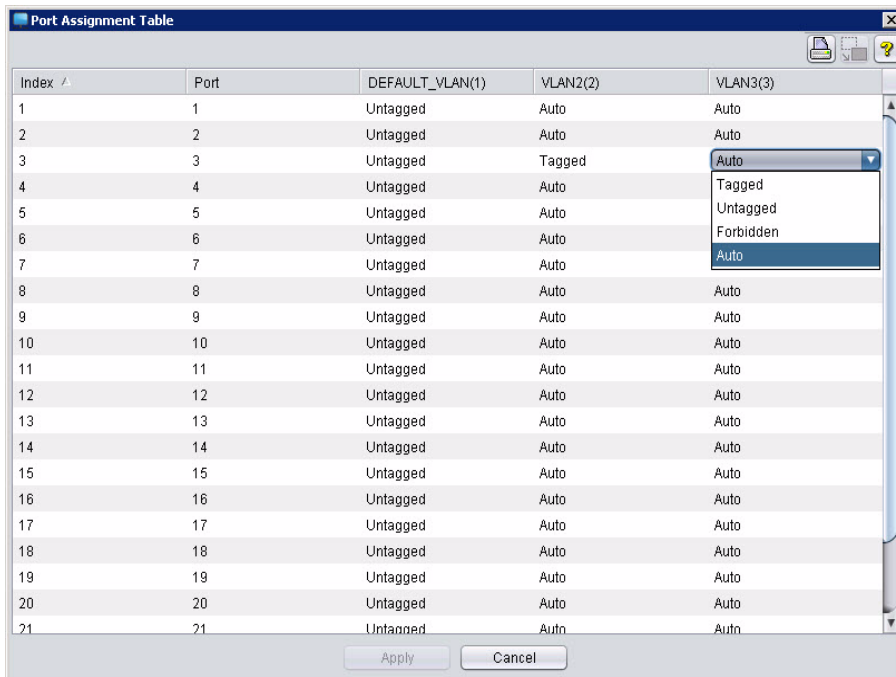 Port Assignment Table
Index Port DEFAULT_VLAN(1) VLAN2(2) VLAN3(3)
1 1 Untagged Auto Auto
2 2 Untagged Auto Auto
3 3 Untagged Tagged Auto
4 4 Untagged Auto
5 5 Untagged Auto
6 6 Untagged Auto
7 7 Untagged Auto
Tagged
Untagged
Forbidden
Auto
8 8 Untagged Auto Auto
9 9 Untagged Auto Auto
10 10 Untagged Auto Auto
11 11 Untagged Auto Auto
12 12 Untagged Auto Auto
13 13 Untagged Auto Auto
14 14 Untagged Auto Auto
15 15 Untagged Auto Auto
16 16 Untagged Auto Auto
17 17 Untagged Auto Auto
18 18 Untagged Auto Auto
19 19 Untagged Auto Auto
20 20 Untagged Auto Auto
21 21 Untagged Auto Auto
Apply Cancel